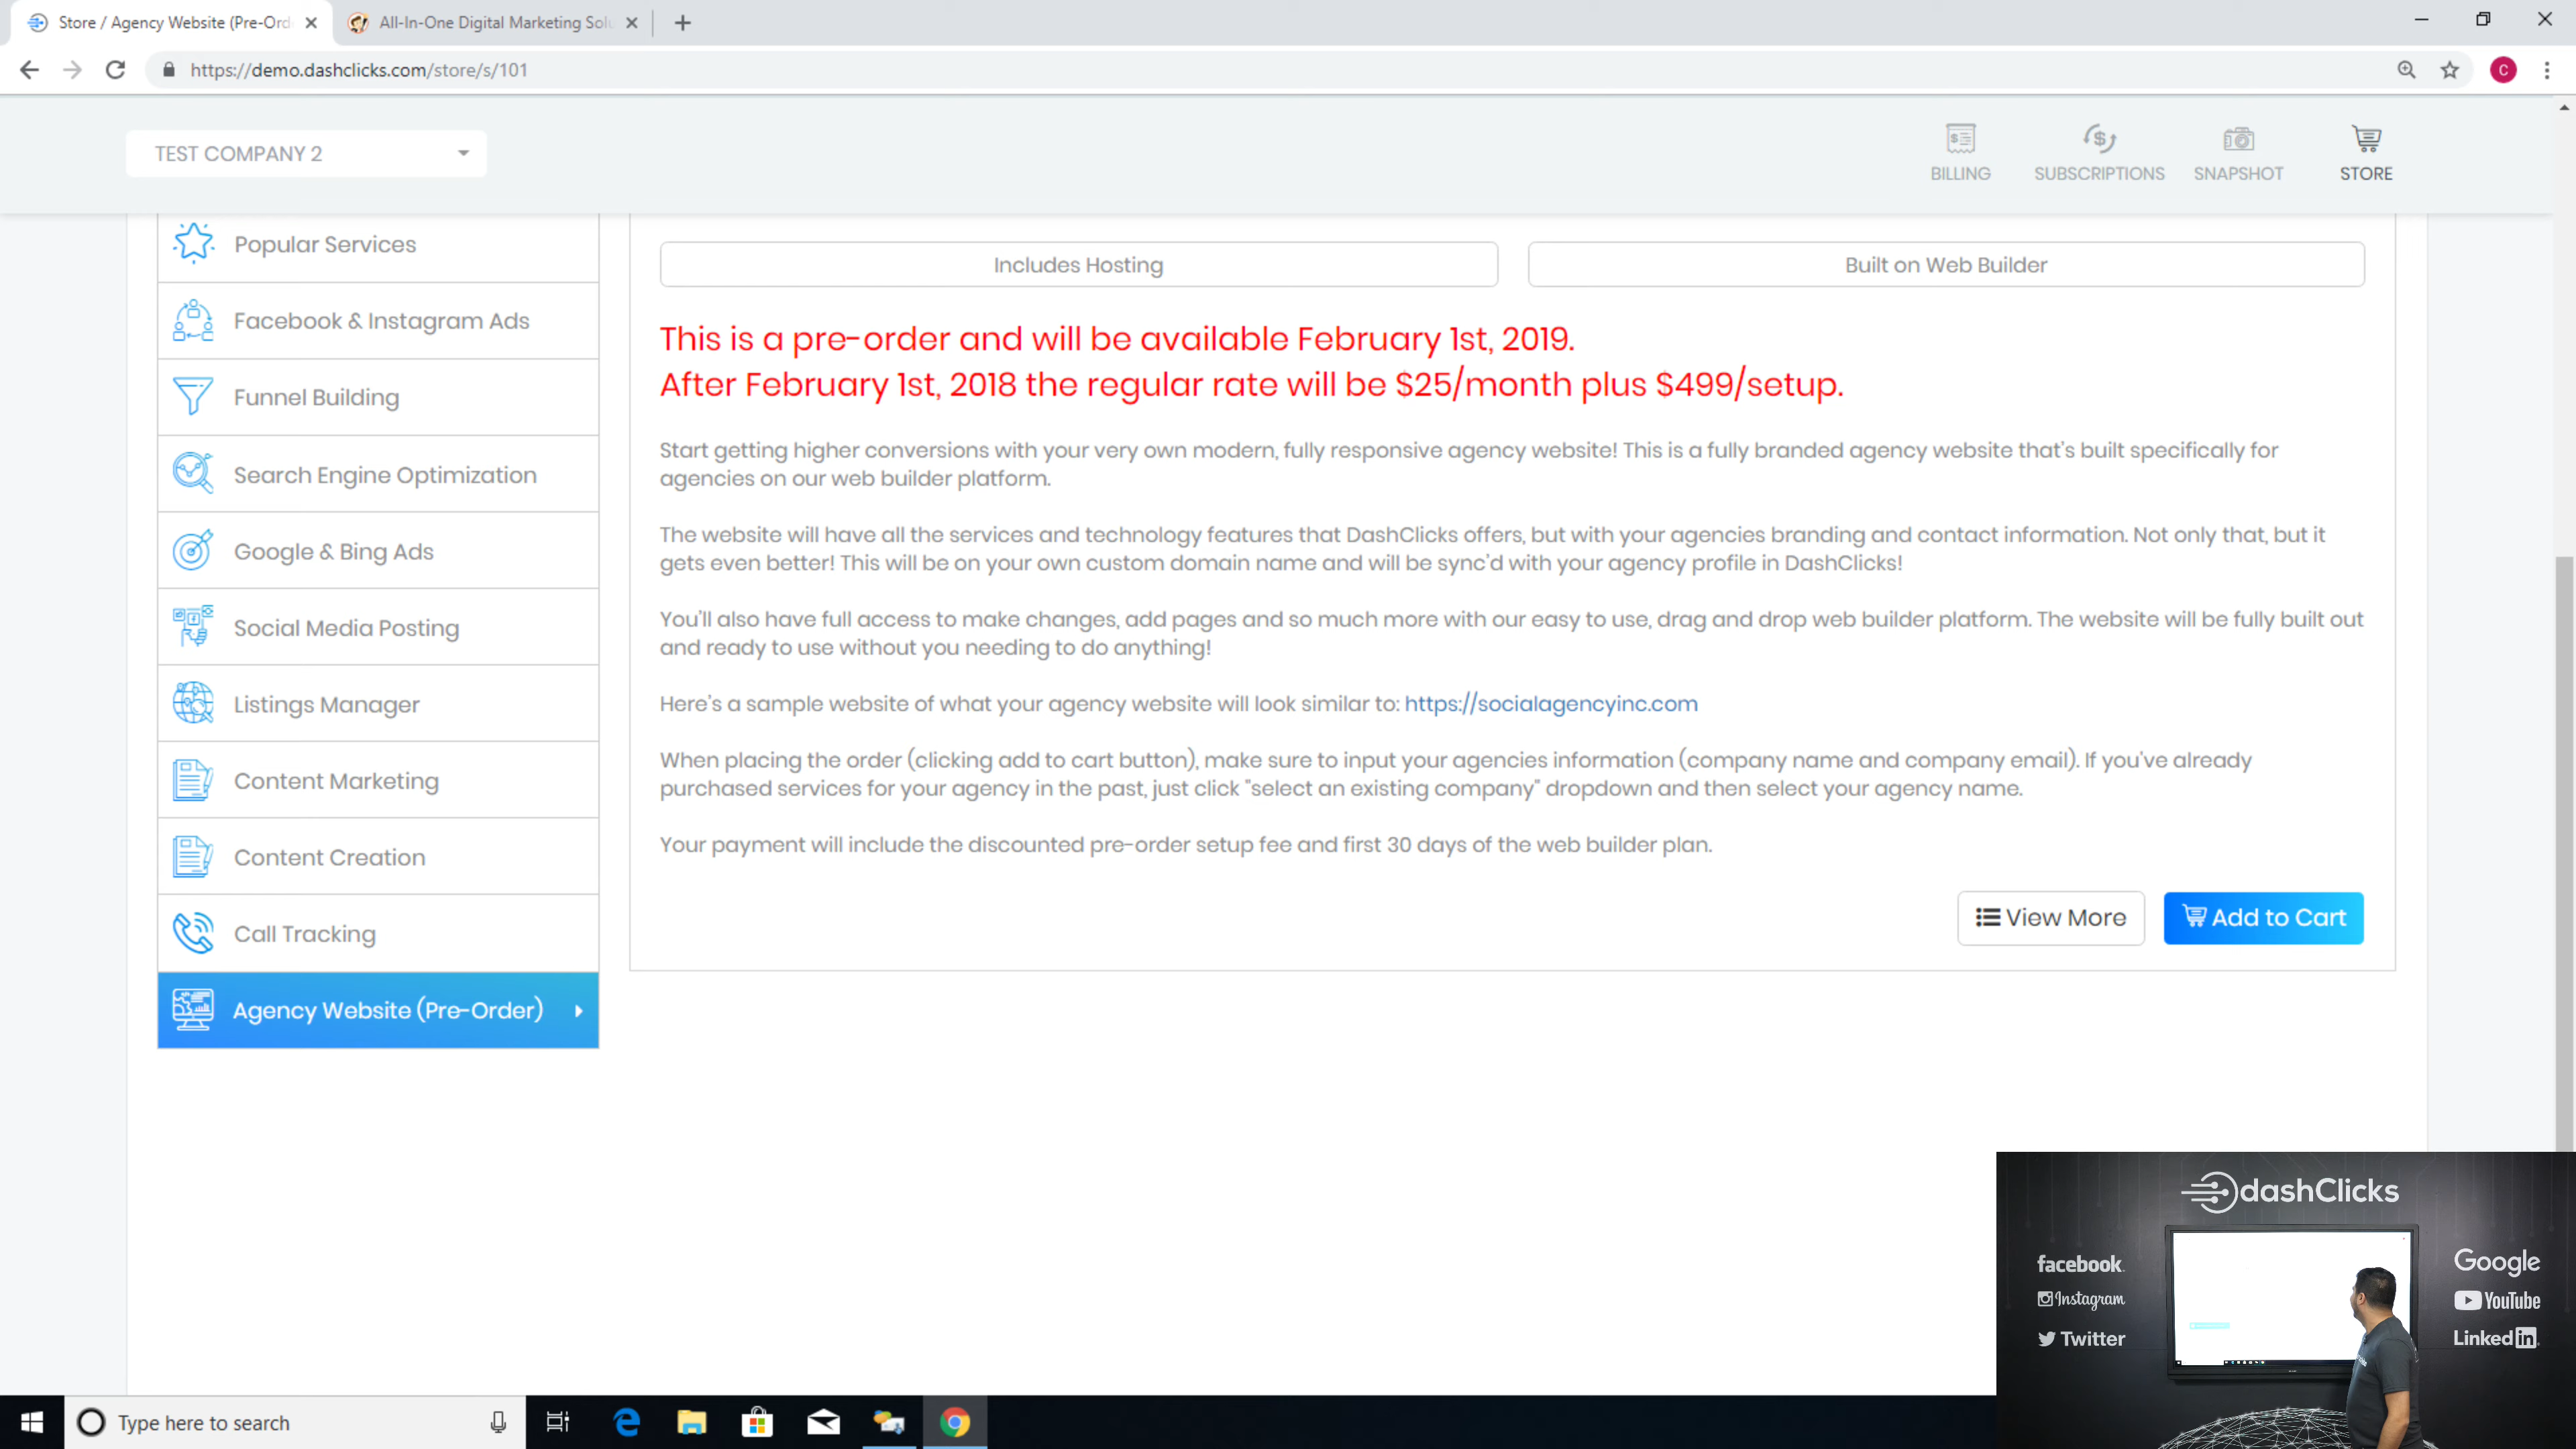 Store / Agency Website (Pre-Ord
All-In-One Digital Marketing Solu
https://demo.dashclicks.com/store/s/101
C
TEST COMPANY 2
BILLING
SUBSCRIPTIONS
SNAPSHOT
STORE
Popular Services
Facebook & Instagram Ads
Funnel Building
Search Engine Optimization
Google & Bing Ads
Social Media Posting
Listings Manager
Content Marketing
Content Creation
Call Tracking
Agency Website (Pre-Order)
Includes Hosting
Built on Web Builder
This is a pre-order and will be available February 1st, 2019.
After February 1st, 2018 the regular rate will be $25/month plus $499/setup.
Start getting higher conversions with your very own modern, fully responsive agency website! This is a fully branded agency website that's built specifically for
agencies on our web builder platform.
The website will have all the services and technology features that DashClicks offers, but with your agencies branding and contact information. Not only that, but it
gets even better! This will be on your own custom domain name and will be sync'd with your agency profile in DashClicks!
You'll also have full access to make changes, add pages and so much more with our easy to use, drag and drop web builder platform. The website will be fully built out
and ready to use without you needing to do anything!
Here's a sample website of what your agency website will look similar to: https://socialagencyinc.com
When placing the order (clicking add to cart button), make sure to input your agencies information (company name and company email). If you've already
purchased services for your agency in the past, just click "select an existing company" dropdown and then select your agency name.
Your payment will include the discounted pre-order setup fee and first 30 days of the web builder plan.
View More
Add to Cart
dashClicks
facebook
Instagram
Twitter
Google
YouTube
Linked in
Type here to search